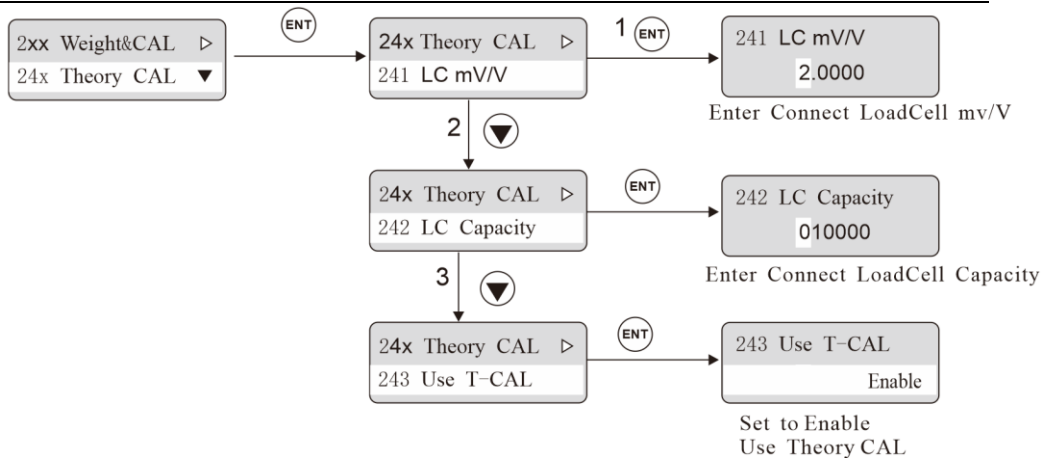 2xx Weight&CAL ▷
24x Theory CAL ▼
ENT
24x Theory CAL ▷
241 LC mV/V
1 ENT
241 LC mV/V
2.0000
Enter Connect LoadCell mv/V
2 ▼
24x Theory CAL ▷
242 LC Capacity
ENT
242 LC Capacity
010000
Enter Connect LoadCell Capacity
3 ▼
24x Theory CAL ▷
243 Use T-CAL
ENT
243 Use T-CAL
Enable
Set to Enable
Use Theory CAL